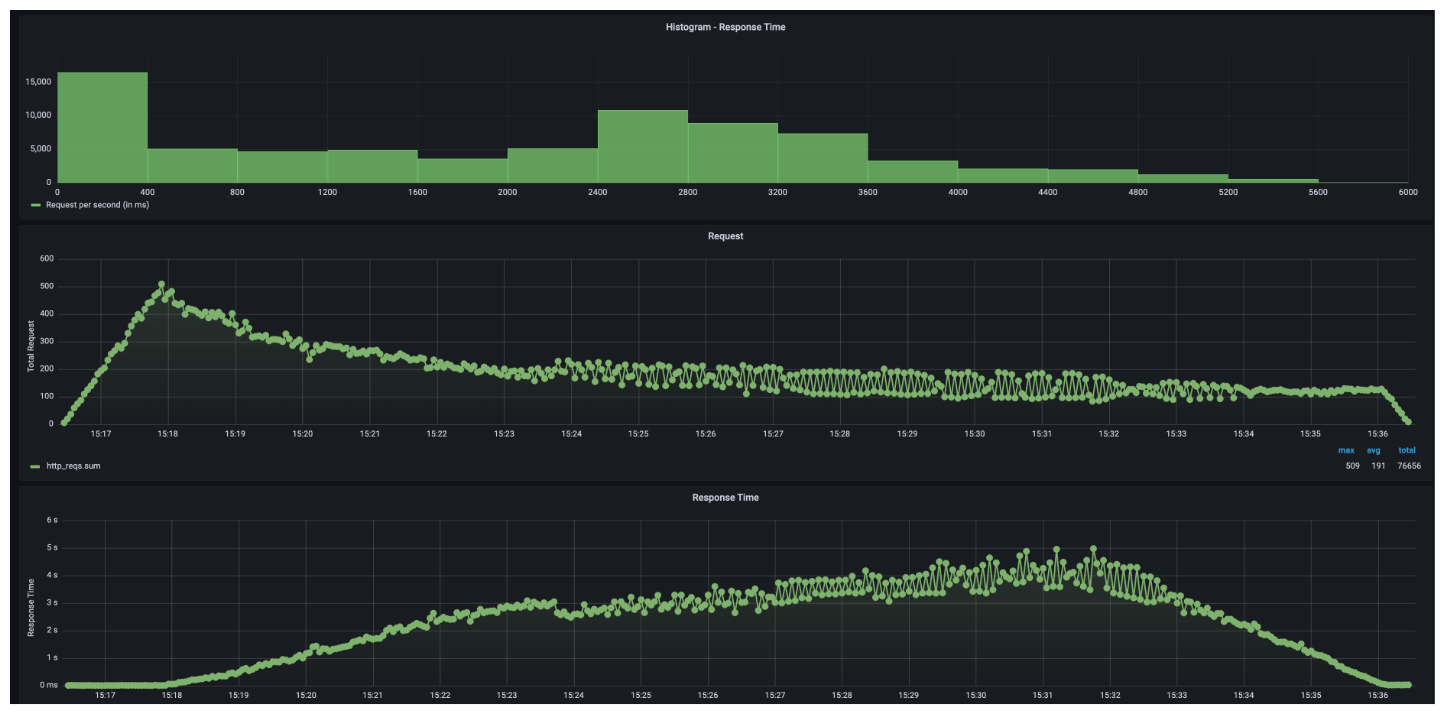 Histogram - Response Time
15,000
10,000
5,000
0
0 400 800 1200 1600 2000 2400 2800 3200 3600 4000 4400 4800 5200 5600 6000
Request per second (in ms)
Request
600
500
400
300
200
100
0
Total Request
15:17 15:18 15:19 15:20 15:21 15:22 15:23 15:24 15:25 15:26 15:27 15:28 15:29 15:30 15:31 15:32 15:33 15:34 15:35 15:36
max avg total
http_reqs.sum 509 191 76656
Response Time
6 s
5 s
4 s
3 s
2 s
1 s
0 ms
Response Time
15:17 15:18 15:19 15:20 15:21 15:22 15:23 15:24 15:25 15:26 15:27 15:28 15:29 15:30 15:31 15:32 15:33 15:34 15:35 15:36